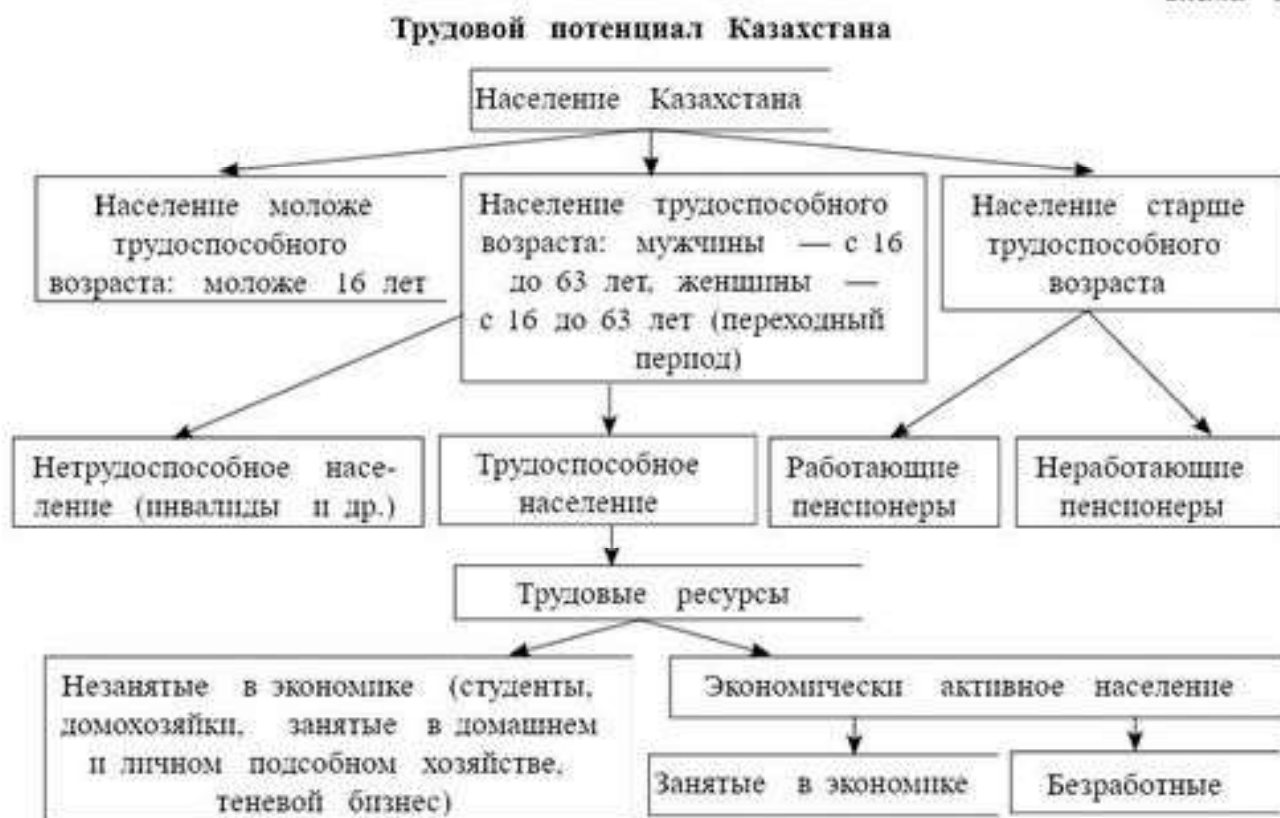 Трудовой потенциал Казахстана
Население Казахстана
Население моложе
трудоспособного
возраста: моложе 16 лет
Население трудоспособного
возраста: мужчины — с 16
до 63 лет, женщины —
с 16 до 63 лет (переходный
период)
Население старше
трудоспособного
возраста
Нетрудоспособное насе-
ление (инвалиды и др.)
Трудоспособное
население
Работающие
пенсионеры
Неработающие
пенсионеры
Трудовые ресурсы
Незанятые в экономике (студенты,
домохозяйки, занятые в домашнем
и личном подсобном хозяйстве,
теневой бизнес)
Экономически активное население
Занятые в экономике
Безработные